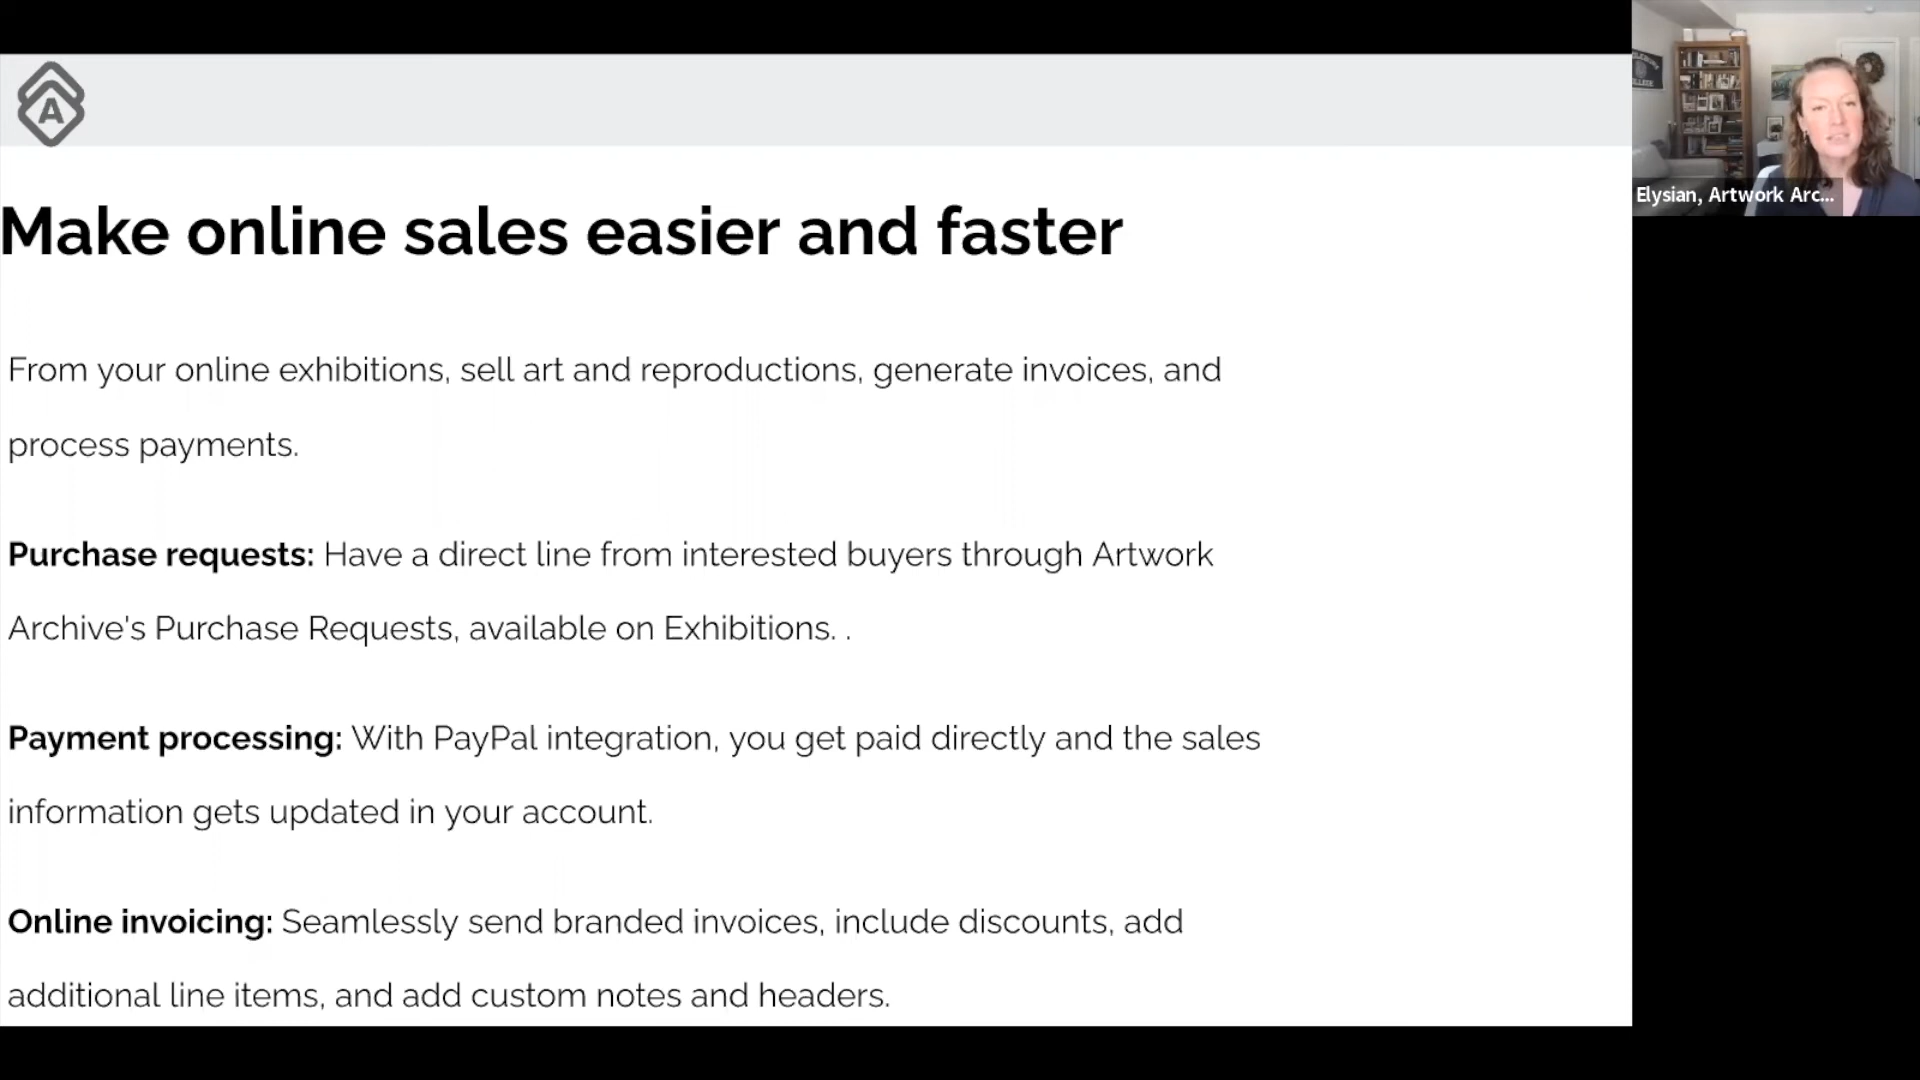 A
Make online sales easier and faster
From your online exhibitions, sell art and reproductions, generate invoices, and
process payments.
Purchase requests: Have a direct line from interested buyers through Artwork
Archive's Purchase Requests, available on Exhibitions. .
Payment processing: With PayPal integration, you get paid directly and the sales
information gets updated in your account.
Online invoicing: Seamlessly send branded invoices, include discounts, add
additional line items, and add custom notes and headers.
Elysian, Artwork Arc...